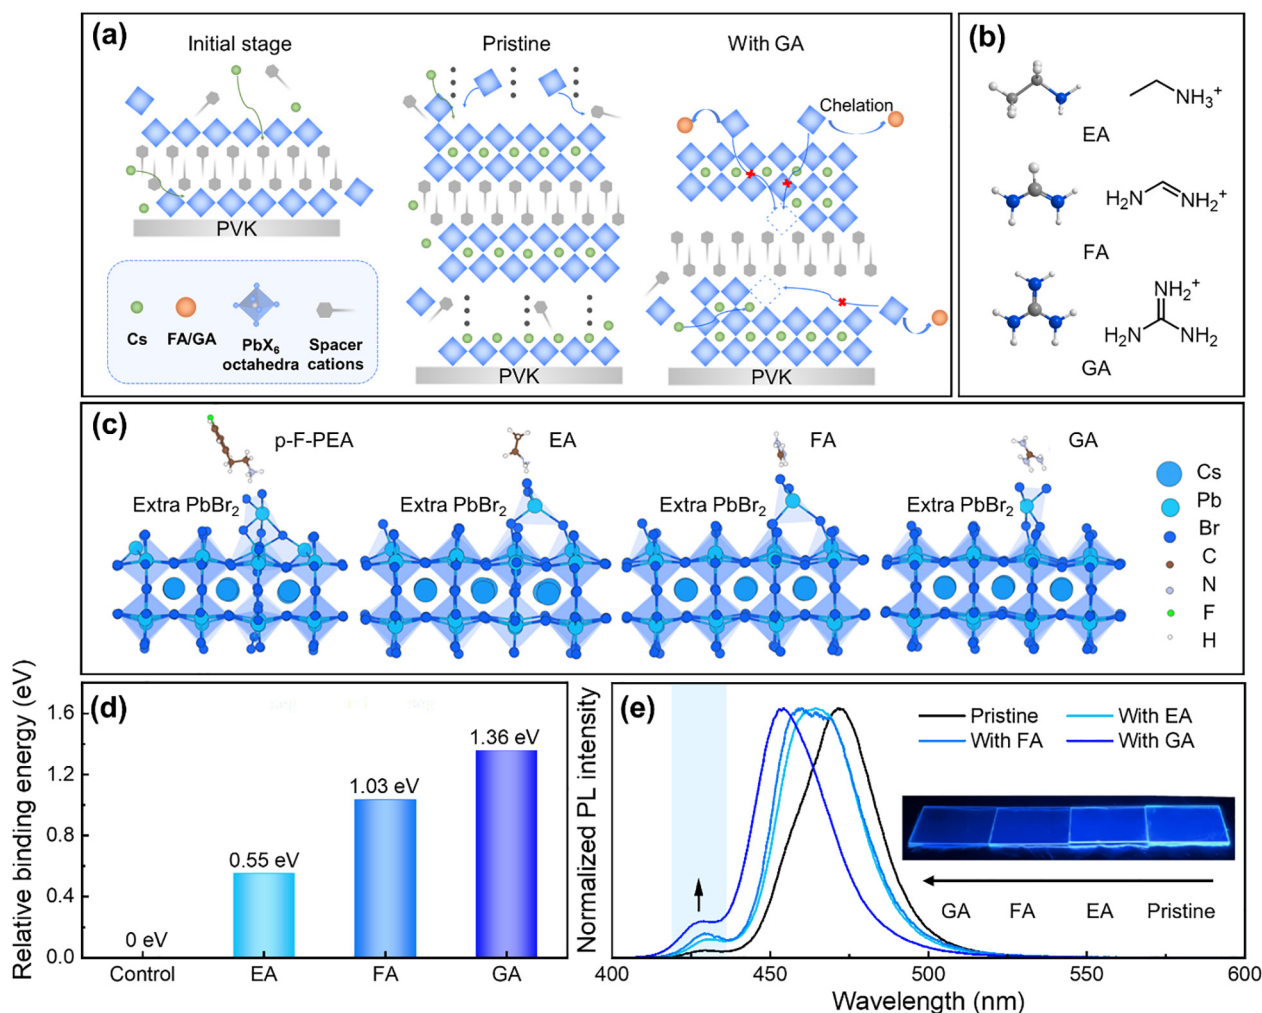 (a)
Initial stage
Pristine
With GA
Chelation
PVK
PVK
PVK
Cs
FA/GA
PbX6
octahedra
Spacer
cations
(b)
NH3+
EA
H2N
NH2+
FA
NH2+
H2N
NH2
GA
(c)
p-F-PEA
EA
FA
GA
Extra PbBr2
Extra PbBr2
Extra PbBr2
Extra PbBr2
Cs
Pb
Br
C
N
F
H
(d)
Relative binding energy (eV)
1.6
1.2
0.8
0.4
0.0
0 eV
0.55 eV
1.03 eV
1.36 eV
Control
EA
FA
GA
(e)
Normalized PL intensity
Pristine
With EA
With FA
With GA
GA
FA
EA
Pristine
400
450
500
550
600
Wavelength (nm)